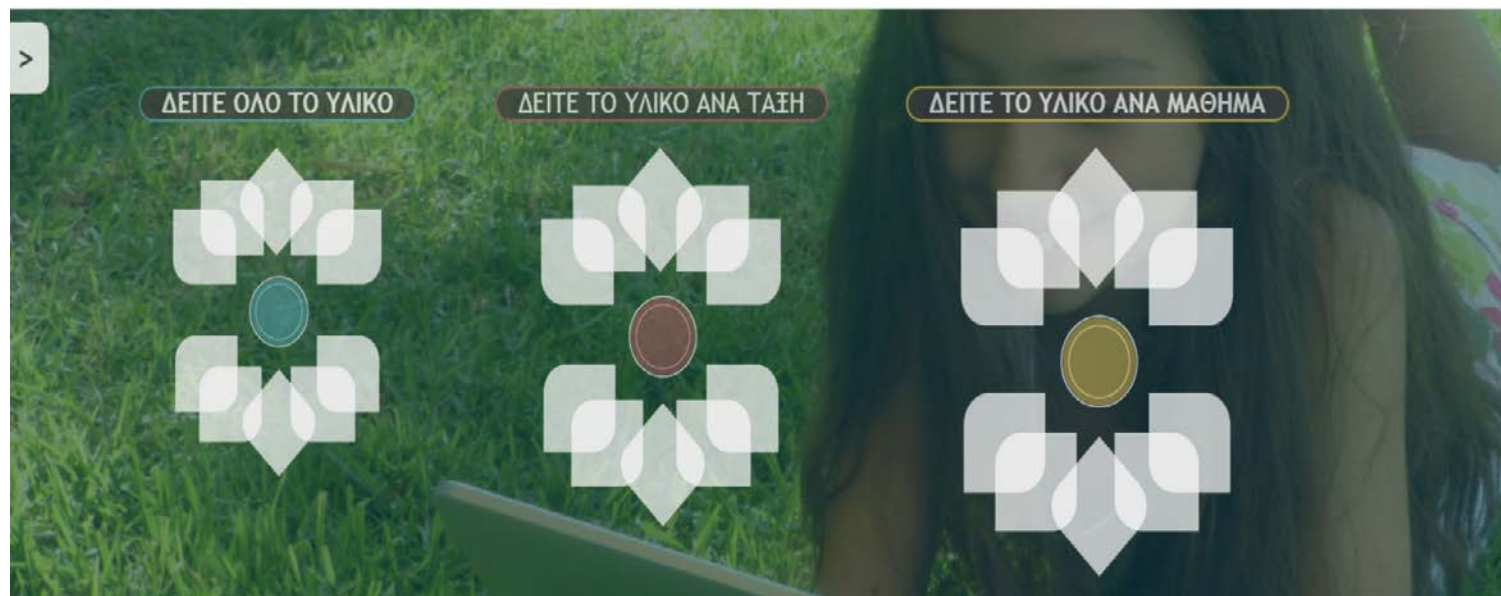 >
ΔΕΙΤΕ ΟΛΟ ΤΟ ΥΛΙΚΟ
ΔΕΙΤΕ ΤΟ ΥΛΙΚΟ ΑΝΑ ΤΑΞΗ
ΔΕΙΤΕ ΤΟ ΥΛΙΚΟ ΑΝΑ ΜΑΘΗΜΑ